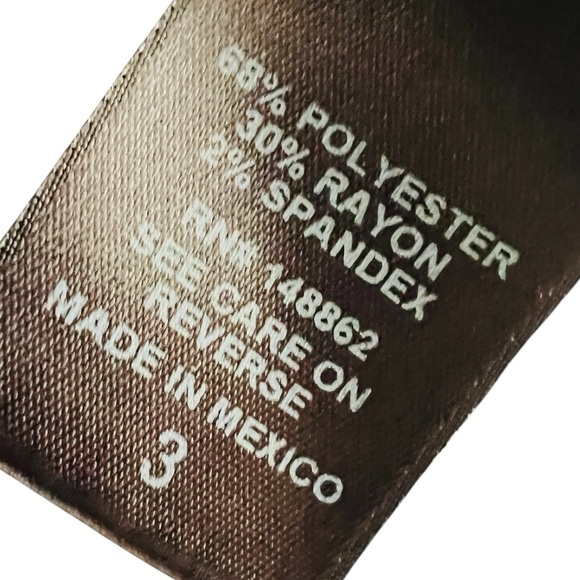 68% POLYESTER
30% RAYON
2% SPANDEX
RN# 148862
SEE CARE ON
REVERSE
MADE IN MEXICO
3